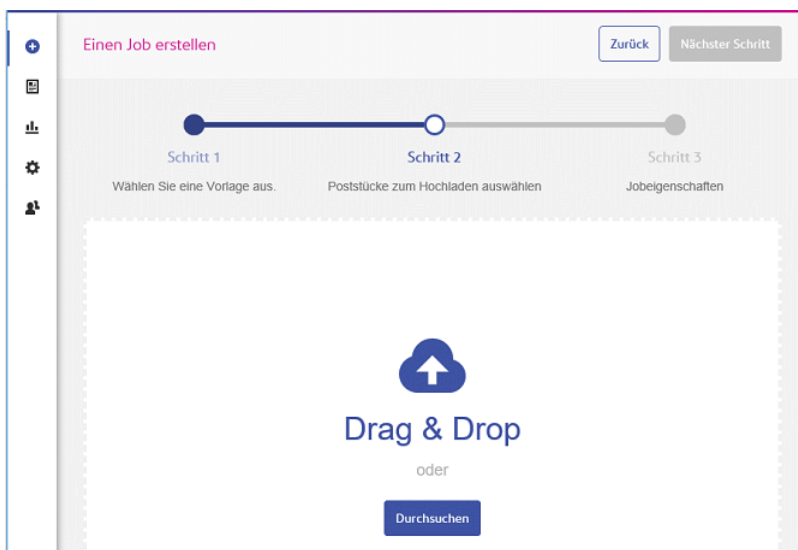 Einen Job erstellen
Zurück
Nächster Schritt
Schritt 1
Schritt 2
Schritt 3
Wählen Sie eine Vorlage aus.
Poststücke zum Hochladen auswählen
Jobeigenschaften
Drag & Drop
oder
Durchsuchen